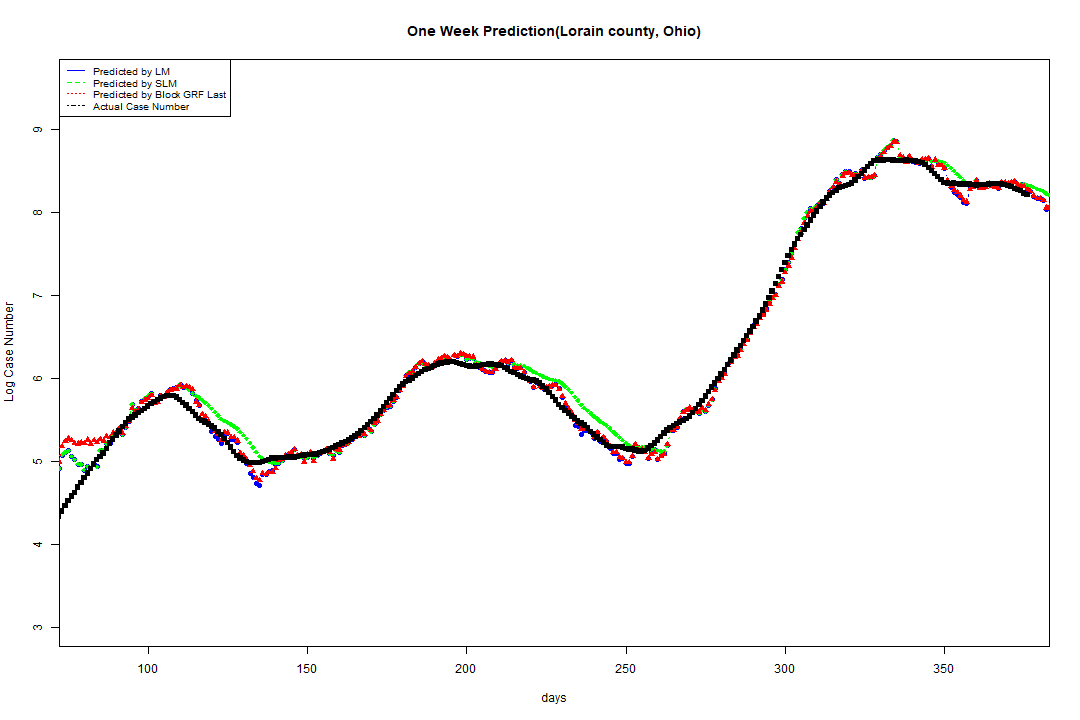 One Week Prediction(Lorain county, Ohio)
Predicted by LM
Predicted by SLM
Predicted by Block GRF Last
Actual Case Number
9
8
7
6
5
4
3
Log Case Number
100 150 200 250 300 350
days